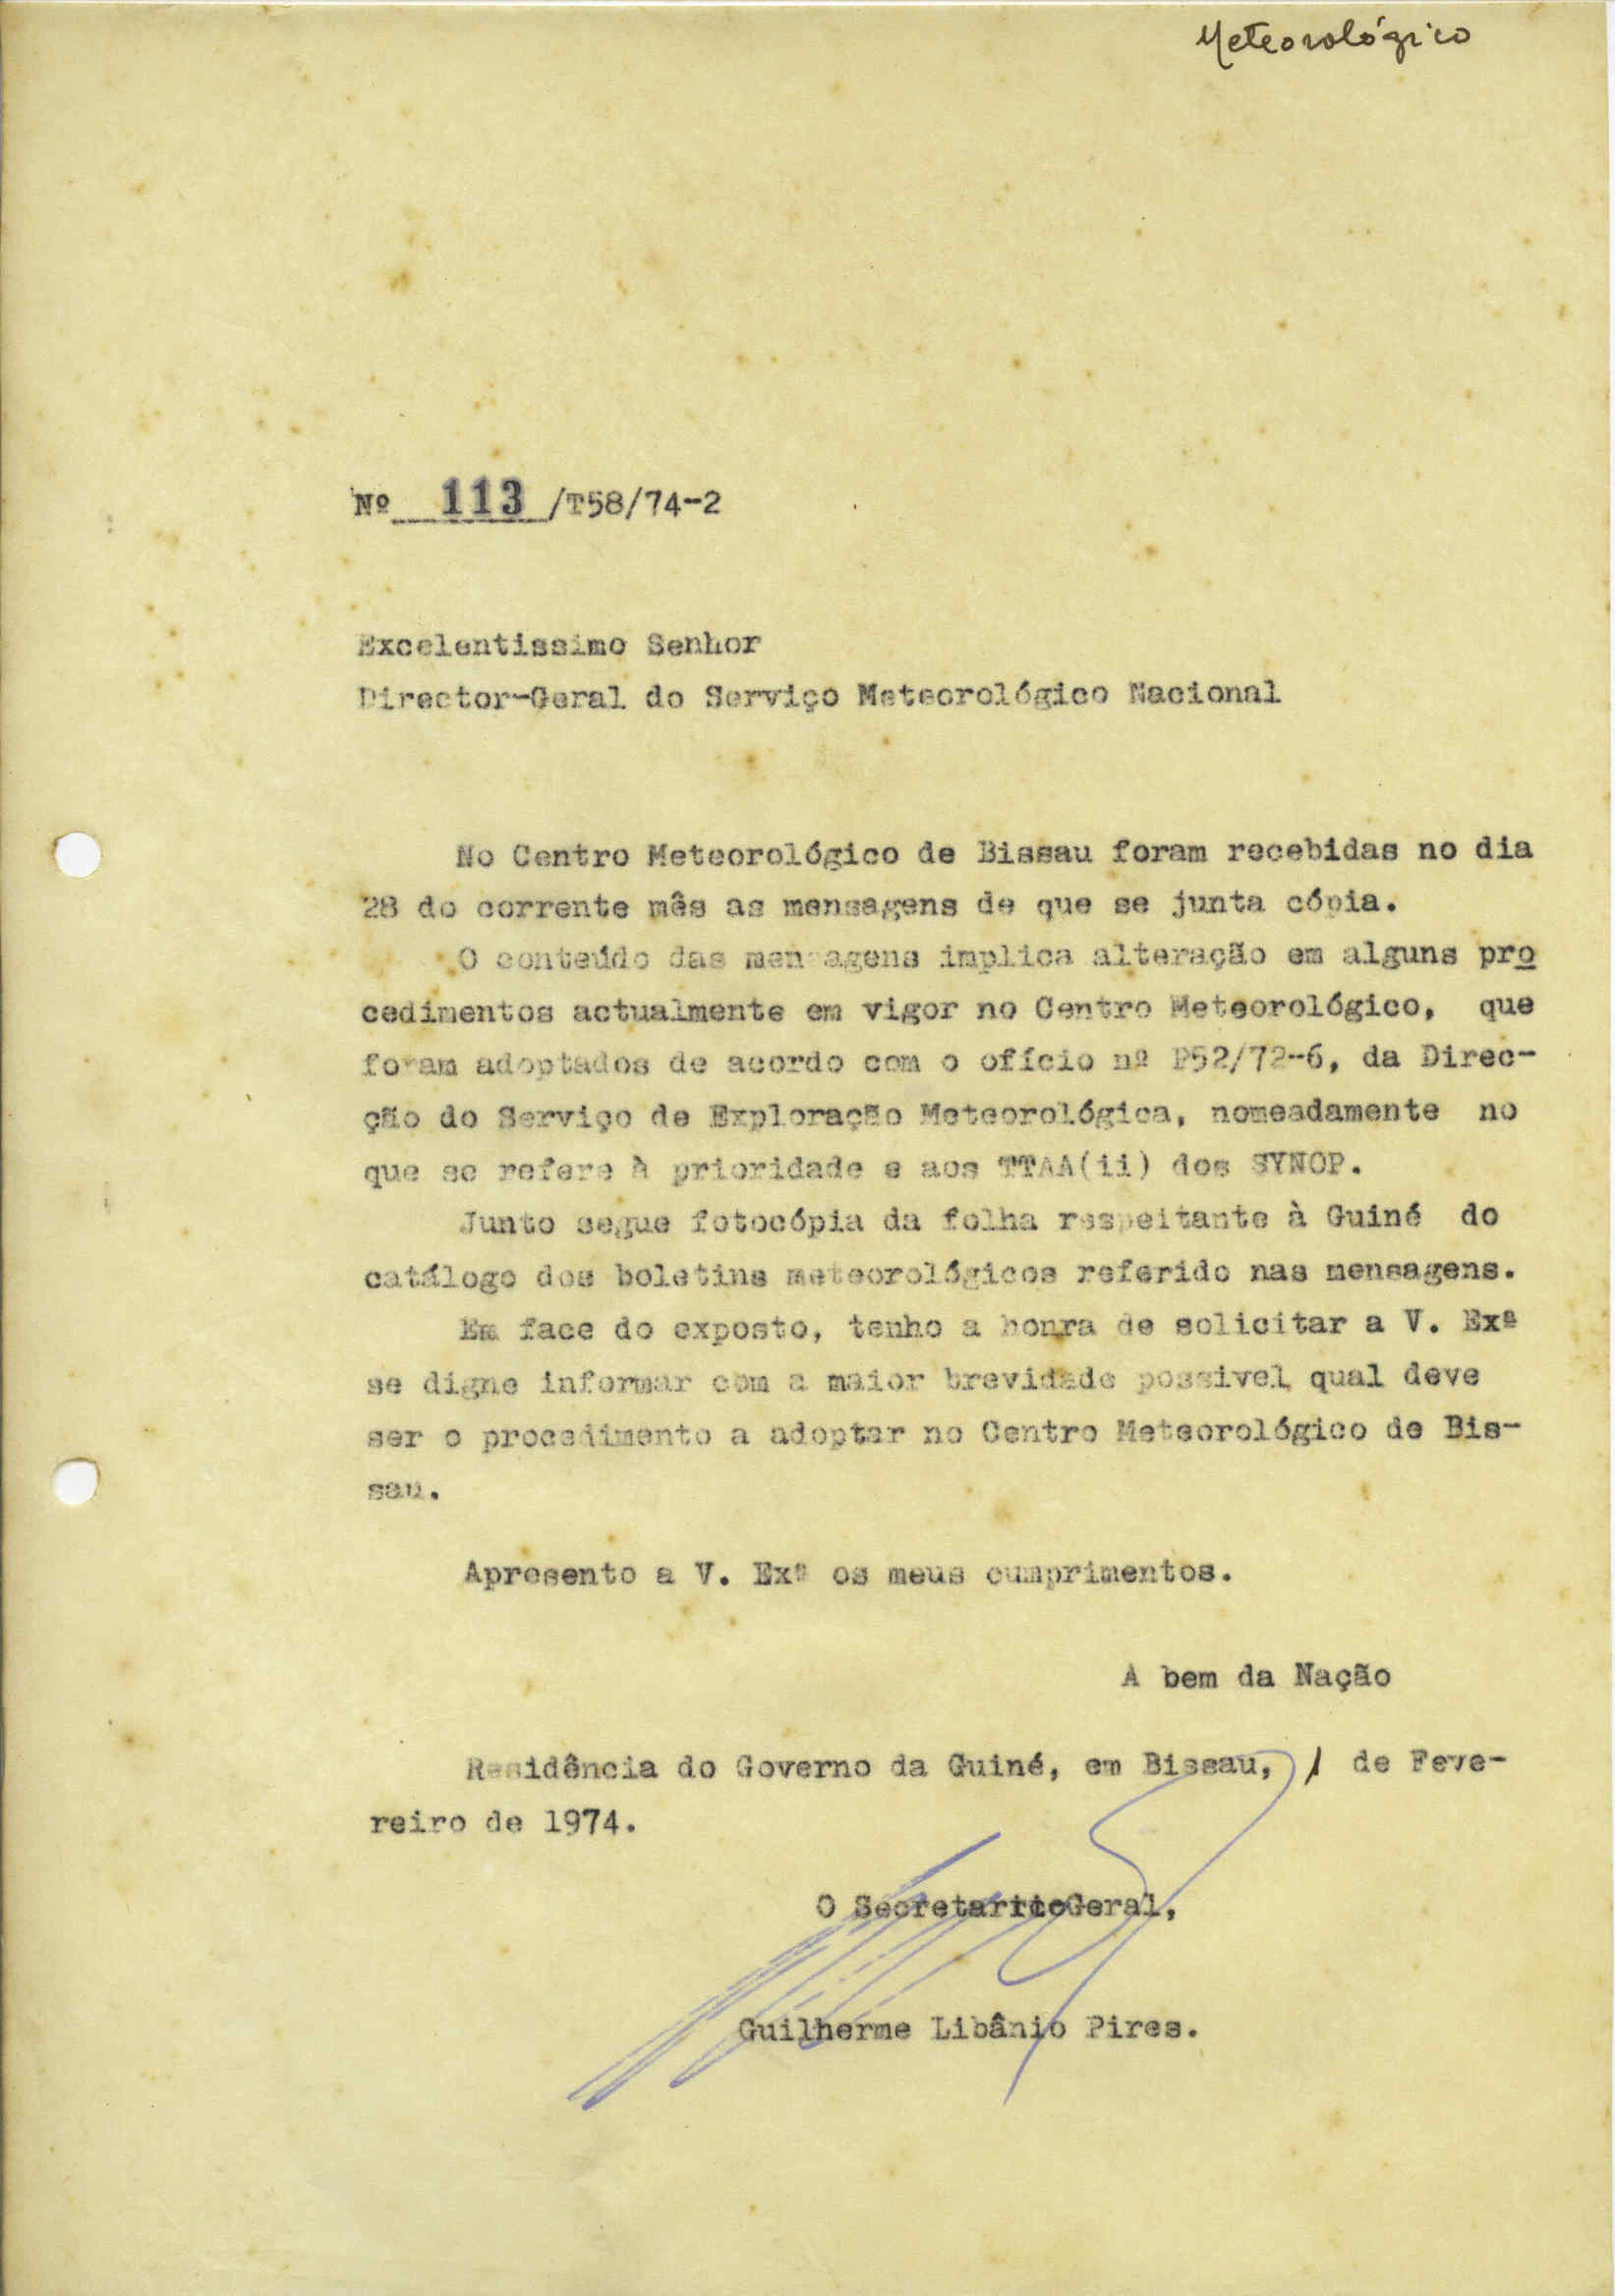 Meteorológico
Nº 113 /T58/74-2
Excelentissimo Senhor
Director-Geral do Serviço Meteorológico Nacional
No Centro Meteorológico de Bissau foram recebidas no dia
28 do corrente mês as mensagens de que se junta cópia.
O conteúdo das mensagens implica alteração em alguns pro
cedimentos actualmente em vigor no Centro Meteorológico, que
foram adoptados de acordo com o ofício nº P52/72-6, da Direc-
ção do Serviço de Exploração Meteorológica, nomeadamente no
que se refere à prioridade e aos TTAA(ii) dos SYNOP.
Junto segue fotocópia da folha respeitante à Guiné do
catálogo dos boletins meteorológicos referido nas mensagens.
Em face do exposto, tenho a honra de solicitar a V. Exª
se digne informar com a maior brevidade possivel qual deve
ser o procedimento a adoptar no Centro Meteorológico de Bis-
sau.
Apresento a V. Exª os meus cumprimentos.
A bem da Nação
Residência do Governo da Guiné, em Bissau, 1 de Feve-
reiro de 1974.
O Secretario Geral,
Guilherme Libânio Pires.